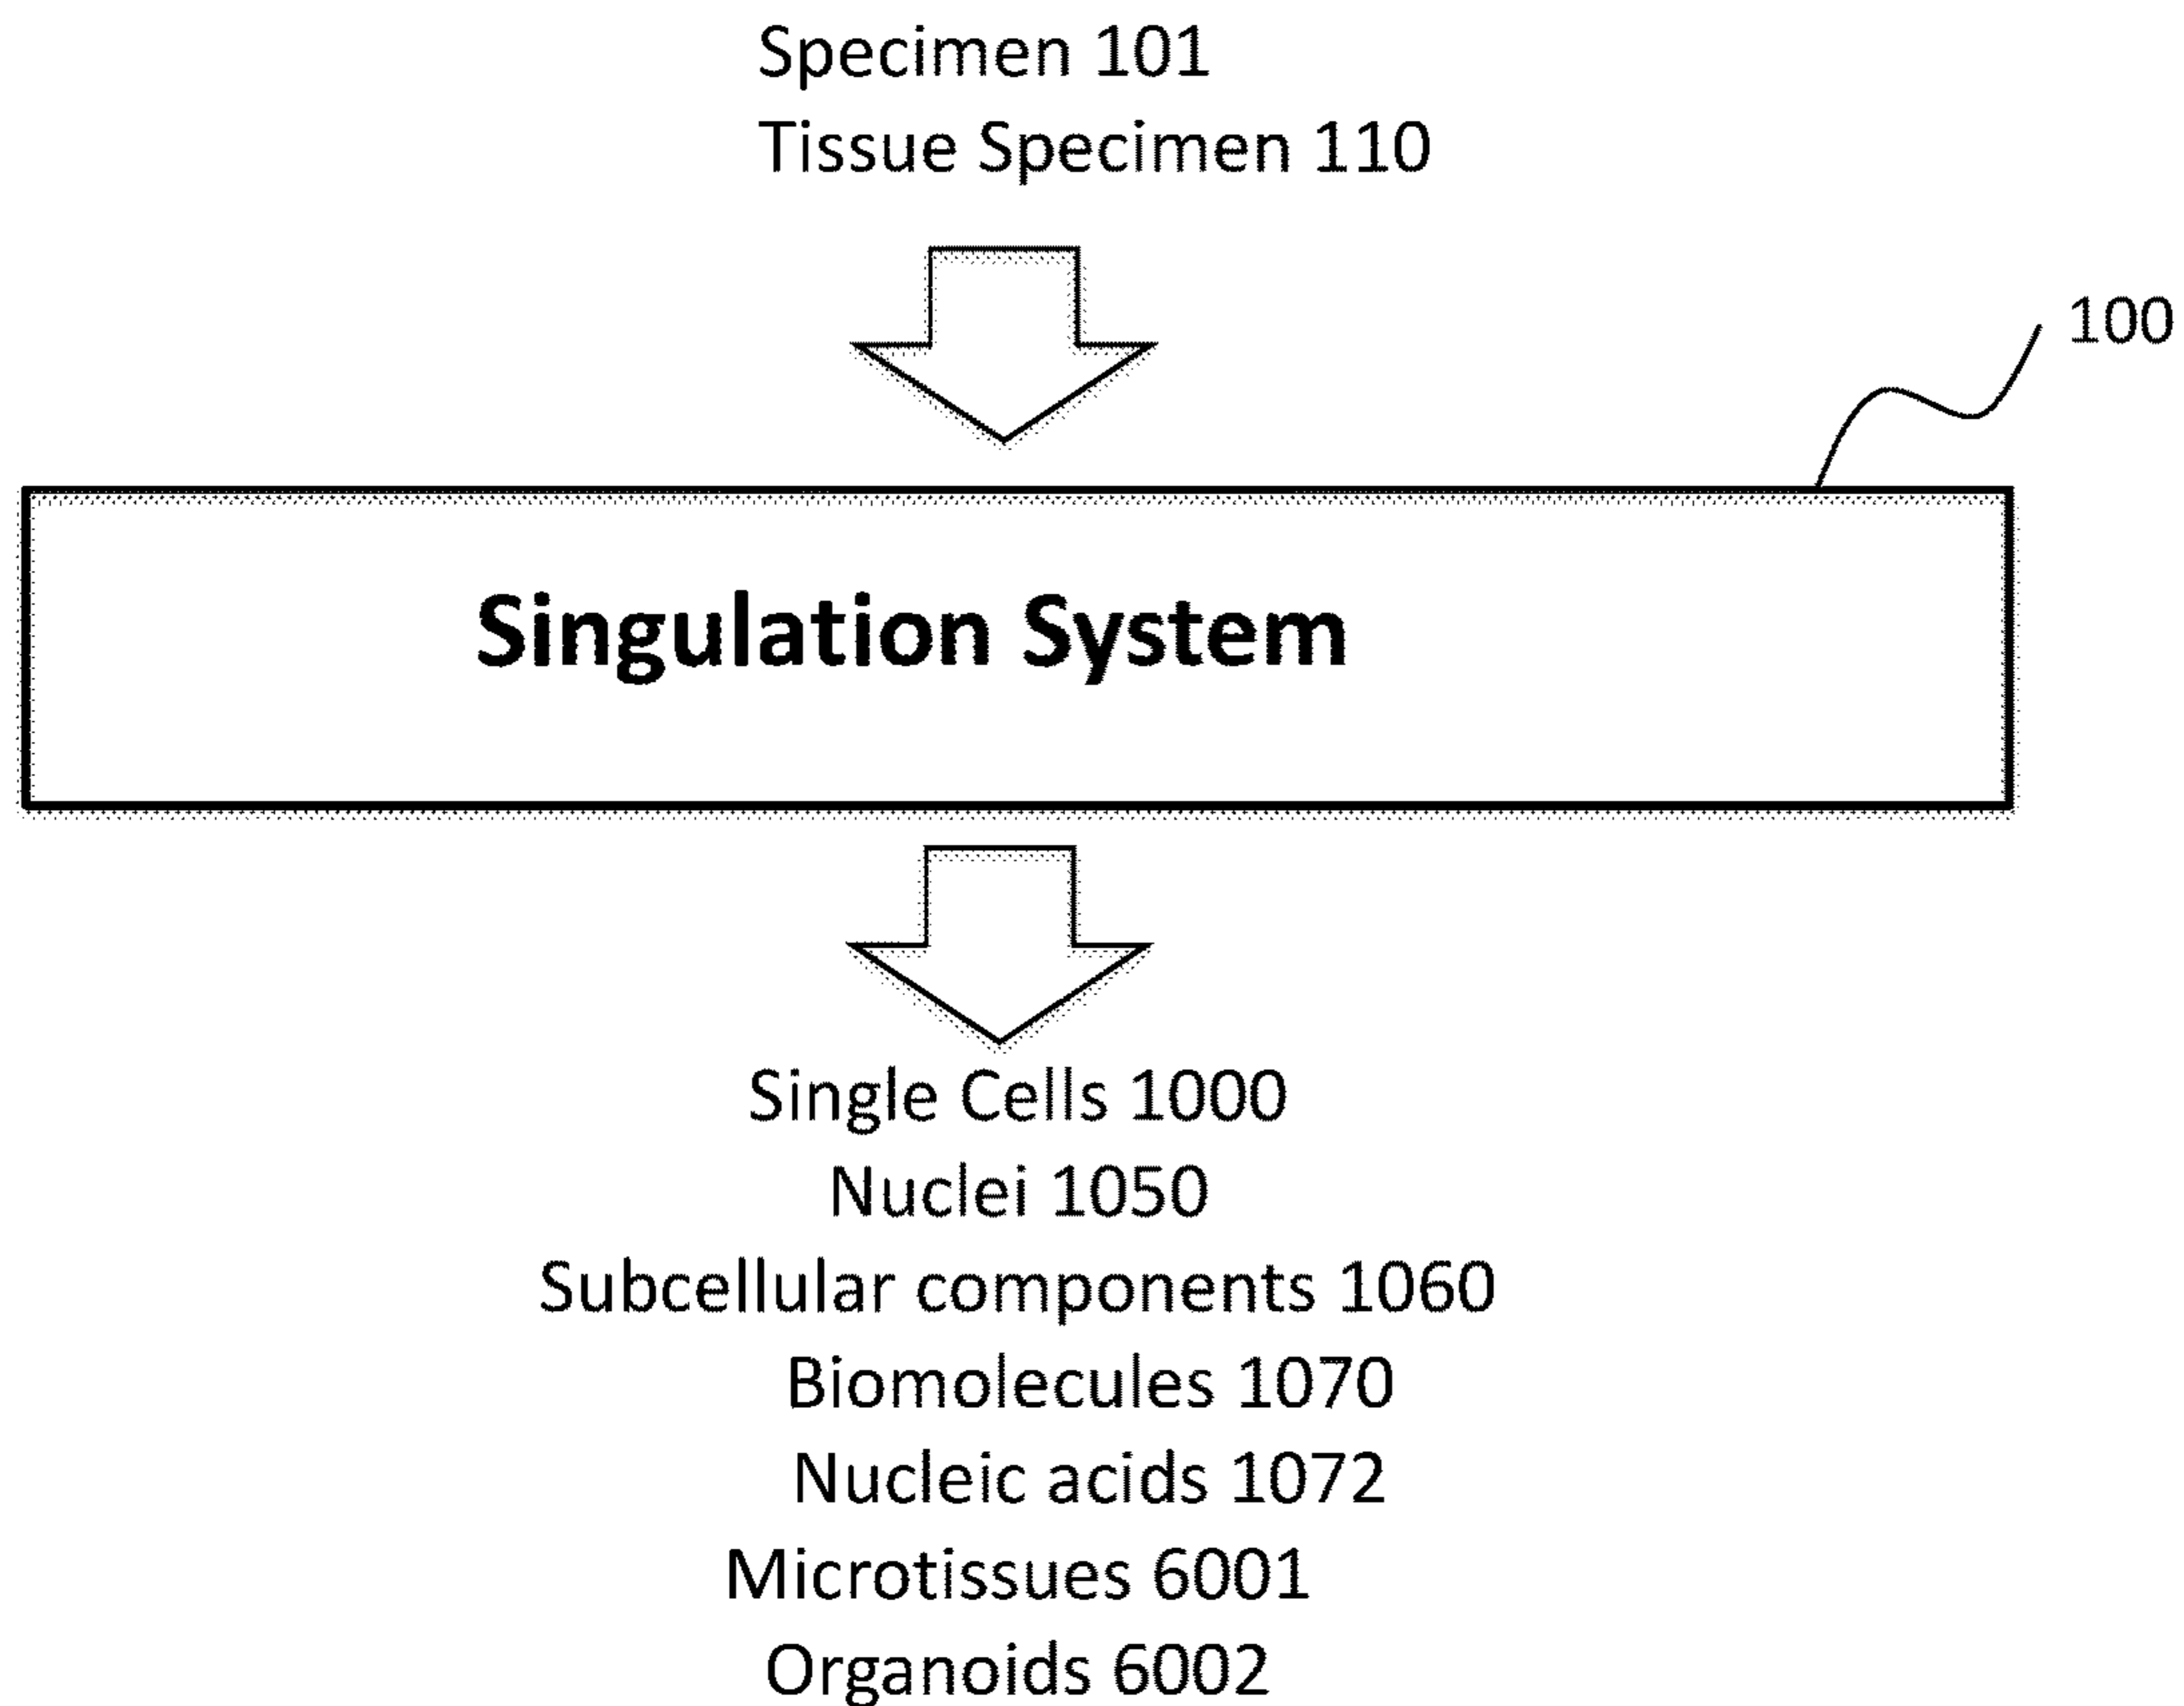 Specimen 101
Tissue Specimen 110
100
Singulation System
Single Cells 1000
Nuclei 1050
Subcellular components 1060
Biomolecules 1070
Nucleic acids 1072
Microtissues 6001
Organoids 6002